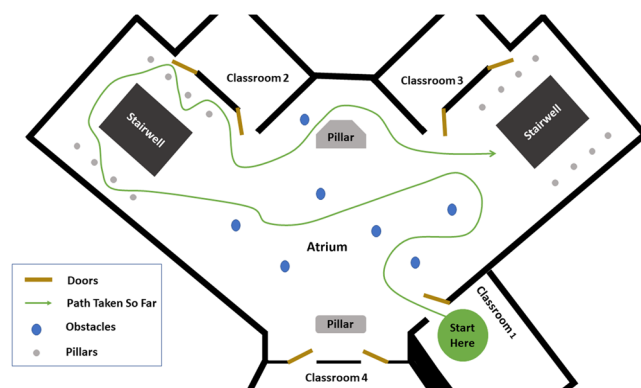 Classroom 2
Classroom 3
Stairwell
Pillar
Stairwell
Atrium
Doors
Path Taken So Far
Obstacles
Pillars
Pillar
Start
Here
Classroom 1
Classroom 4